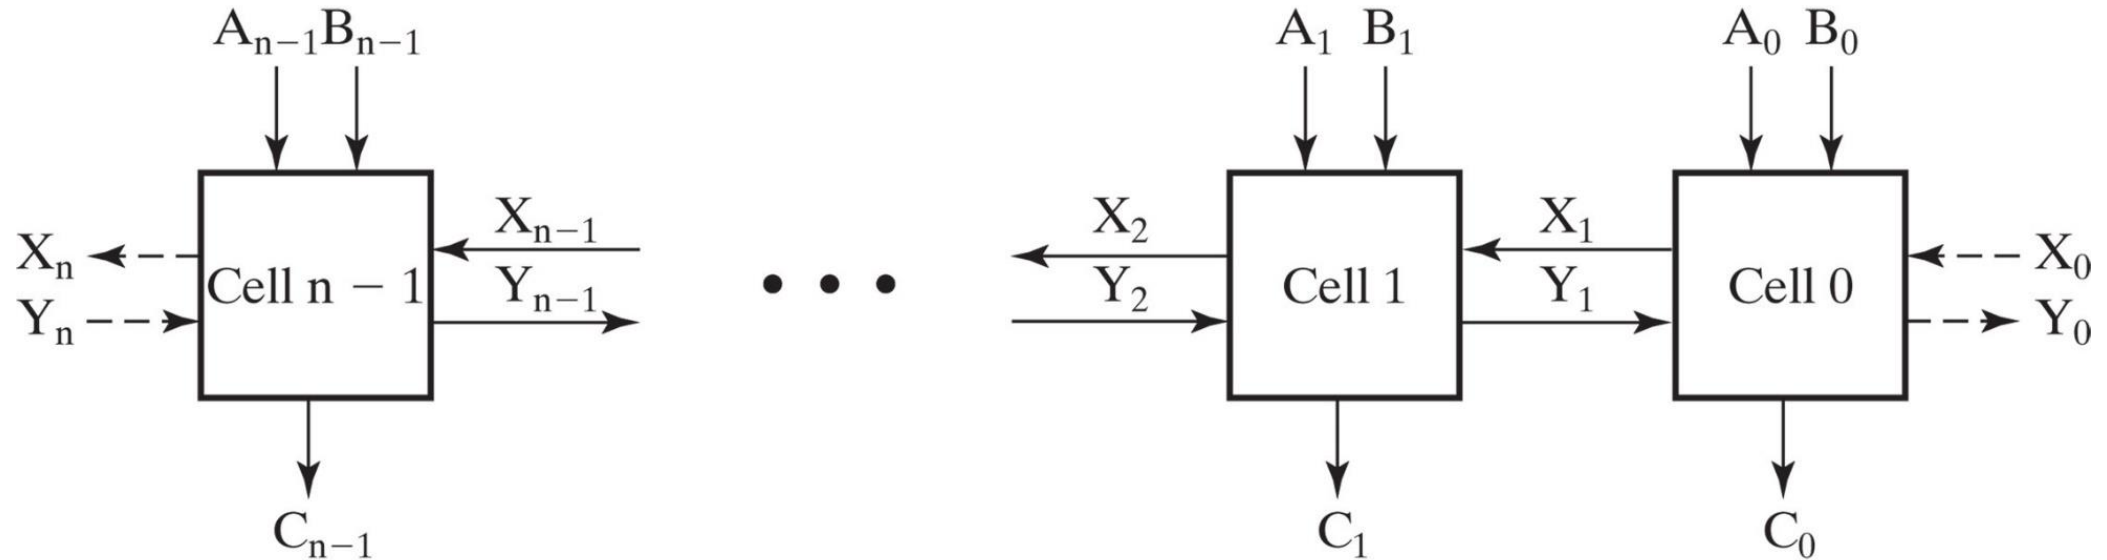 Aₙ₋₁ Bₙ₋₁ A₁ B₁ A₀ B₀
Xₙ₋₁ X₂ X₁
Xₙ X₀
Cell n − 1 Yₙ₋₁ Y₂ Cell 1 Y₁ Cell 0
Yₙ Y₀
Cₙ₋₁ C₁ C₀